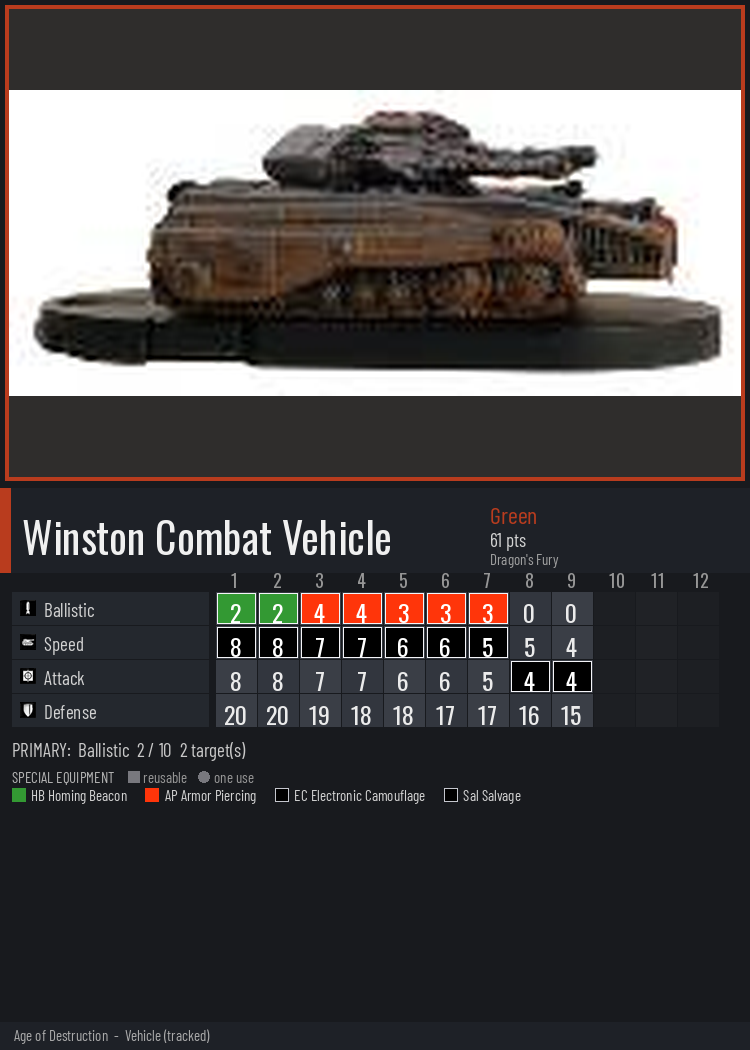 Winston Combat Vehicle
Green
61 pts
Dragon's Fury
1 2 3 4 5 6 7 8 9 10 11 12
Ballistic 2 2 4 4 3 3 3 0 0
Speed 8 8 7 7 6 6 5 5 4
Attack 8 8 7 7 6 6 5 4 4
Defense 20 20 19 18 18 17 17 16 15
PRIMARY: Ballistic 2 / 10 2 target(s)
SPECIAL EQUIPMENT reusable one use
HB Homing Beacon AP Armor Piercing EC Electronic Camouflage Sal Salvage
Age of Destruction - Vehicle (tracked)